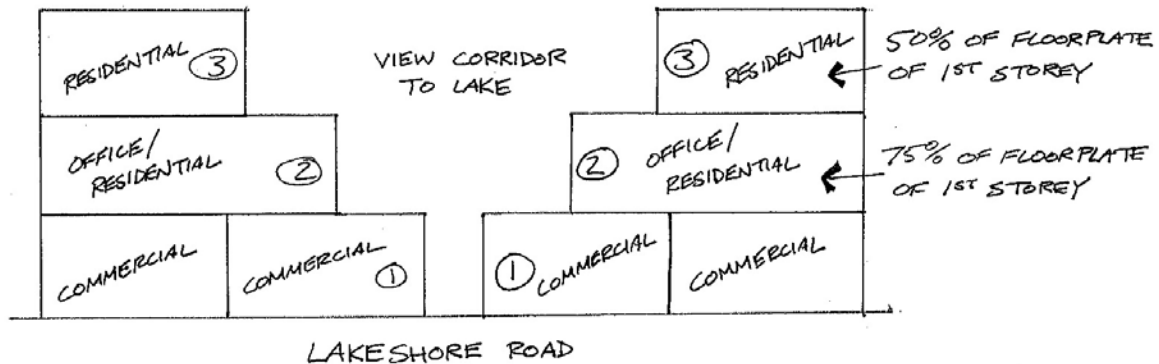 RESIDENTIAL 3
VIEW CORRIDOR
TO LAKE
3 RESIDENTIAL
50% OF FLOORPLATE
OF 1ST STOREY
OFFICE/
RESIDENTIAL 2
2 OFFICE/
RESIDENTIAL
75% OF FLOORPLATE
OF 1ST STOREY
COMMERCIAL
COMMERCIAL 1
1 COMMERCIAL
COMMERCIAL
LAKESHORE ROAD